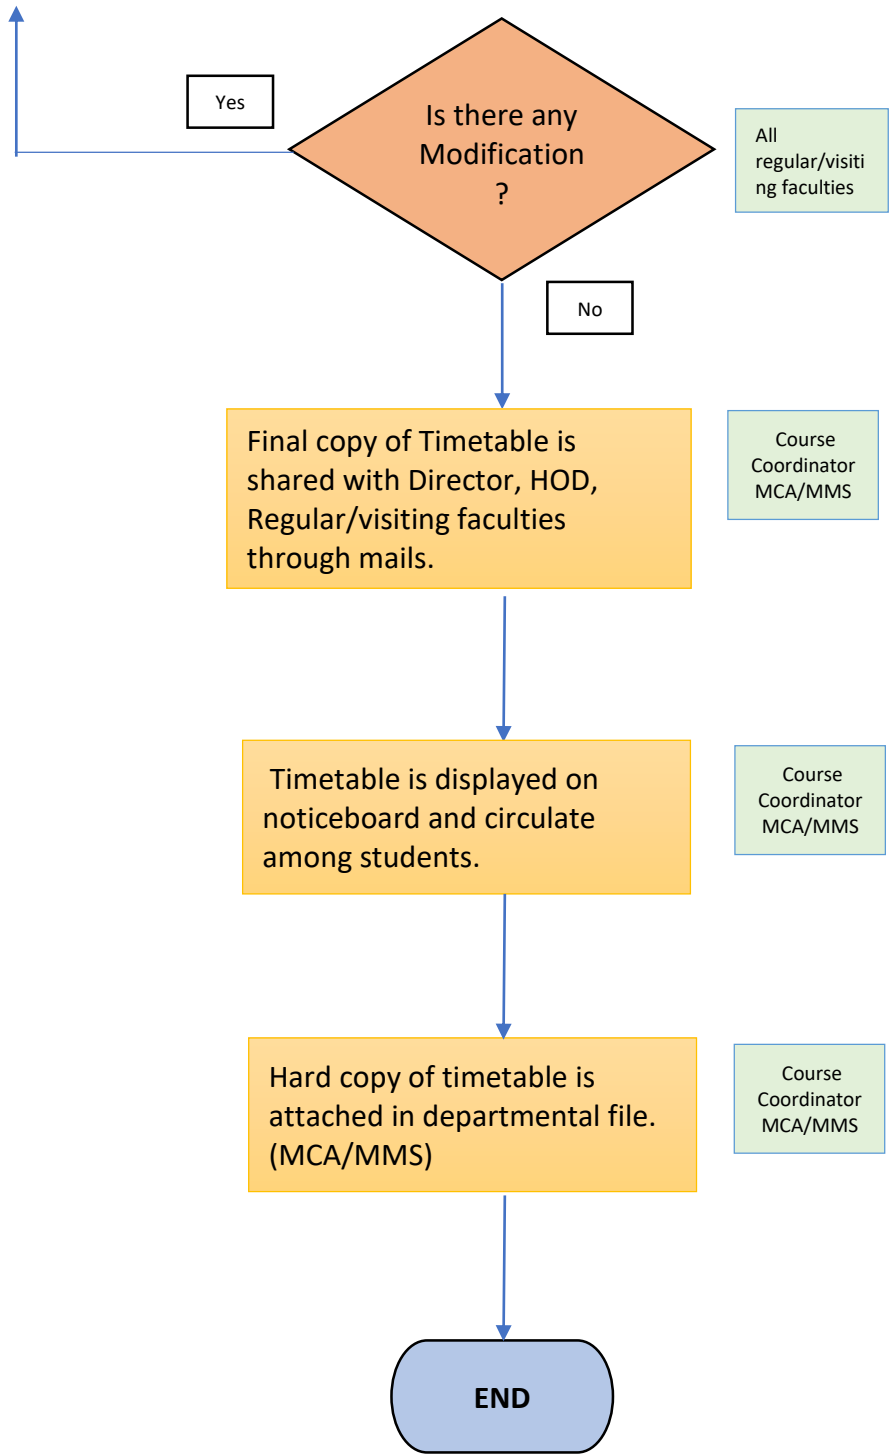 Yes
Is there any
Modification
?
All
regular/visiti
ng faculties
No
Final copy of Timetable is
shared with Director, HOD,
Regular/visiting faculties
through mails.
Course
Coordinator
MCA/MMS
Timetable is displayed on
noticeboard and circulate
among students.
Course
Coordinator
MCA/MMS
Hard copy of timetable is
attached in departmental file.
(MCA/MMS)
Course
Coordinator
MCA/MMS
END